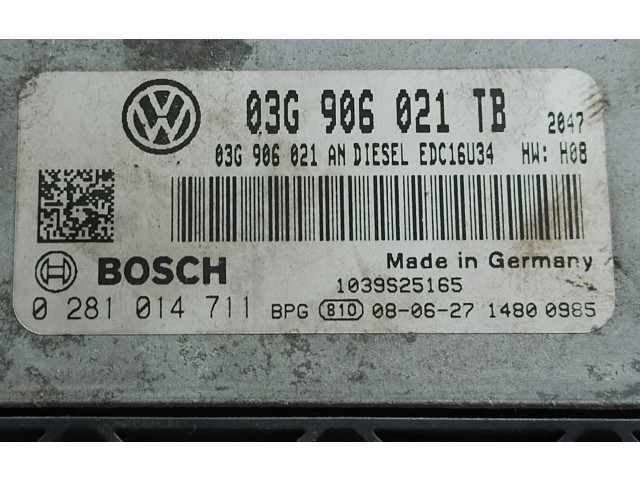 03G 906 021 TB 2047
03G 906 021 AN DIESEL EDC16U34 HW: H08
BOSCH Made in Germany
1039S25165
0 281 014 711 BPG 810 08-06-27 1480 0985